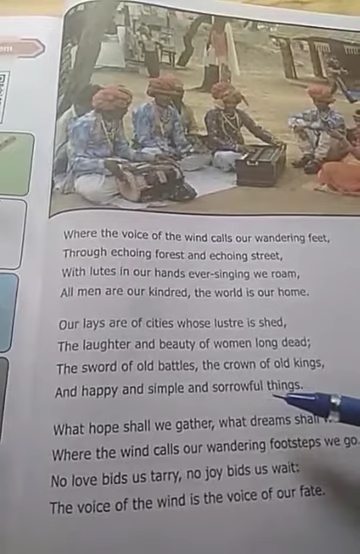 Where the voice of the wind calls our wandering feet,
Through echoing forest and echoing street,
With lutes in our hands ever-singing we roam,
All men are our kindred, the world is our home.
Our lays are of cities whose lustre is shed,
The laughter and beauty of women long dead;
The sword of old battles, the crown of old kings,
And happy and simple and sorrowful things.
What hope shall we gather, what dreams shall
Where the wind calls our wandering footsteps we go.
No love bids us tarry, no joy bids us wait:
The voice of the wind is the voice of our fate.